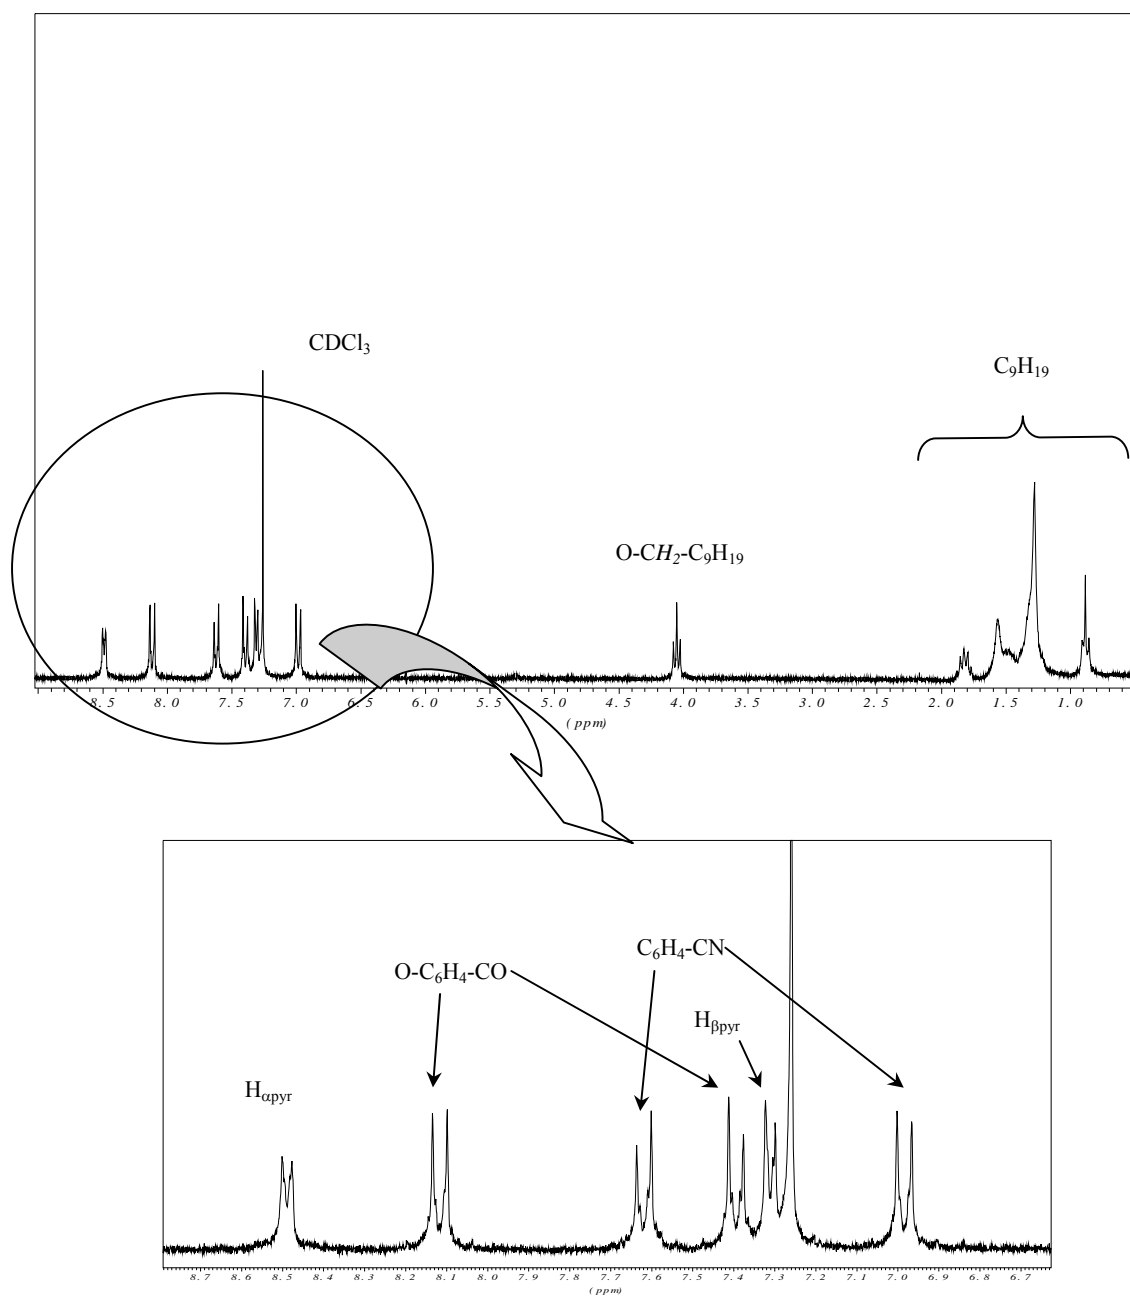 CDCl₃
C₉H₁₉
O-CH₂-C₉H₁₉
8.5 8.0 7.5 7.0 6.5 6.0 5.5 5.0 4.5 4.0 3.5 3.0 2.5 2.0 1.5 1.0
(ppm)
C₆H₄-CN
O-C₆H₄-CO
Hβpyr
Hαpyr
8.7 8.6 8.5 8.4 8.3 8.2 8.1 8.0 7.9 7.8 7.7 7.6 7.5 7.4 7.3 7.2 7.1 7.0 6.9 6.8 6.7
(ppm)